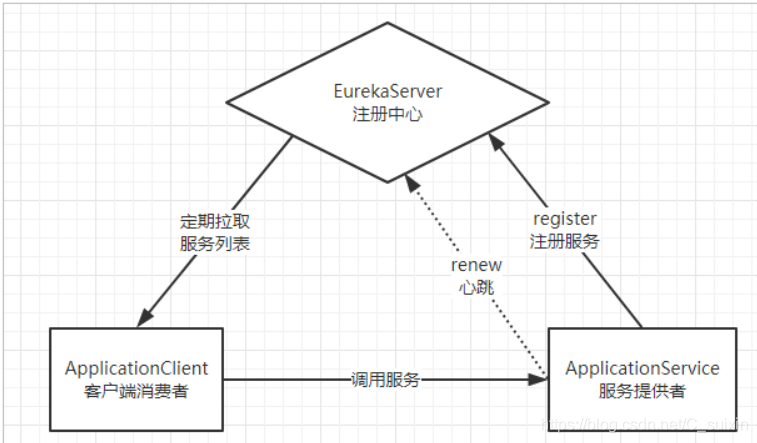 EurekaServer
注册中心
定期拉取
服务列表
register
注册服务
renew
心跳
ApplicationClient
客户端消费者
调用服务
ApplicationService
服务提供者
https://blog.csdn.net/C_suixin